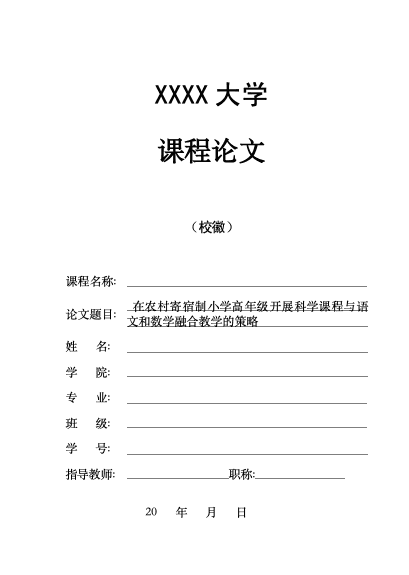 XXXX 大学
课程论文
（校徽）
课程名称:
论文题目: 在农村寄宿制小学高年级开展科学课程与语
文和数学融合教学的策略
姓 名:
学 院:
专 业:
班 级:
学 号:
指导教师: 职称:
20 年 月 日